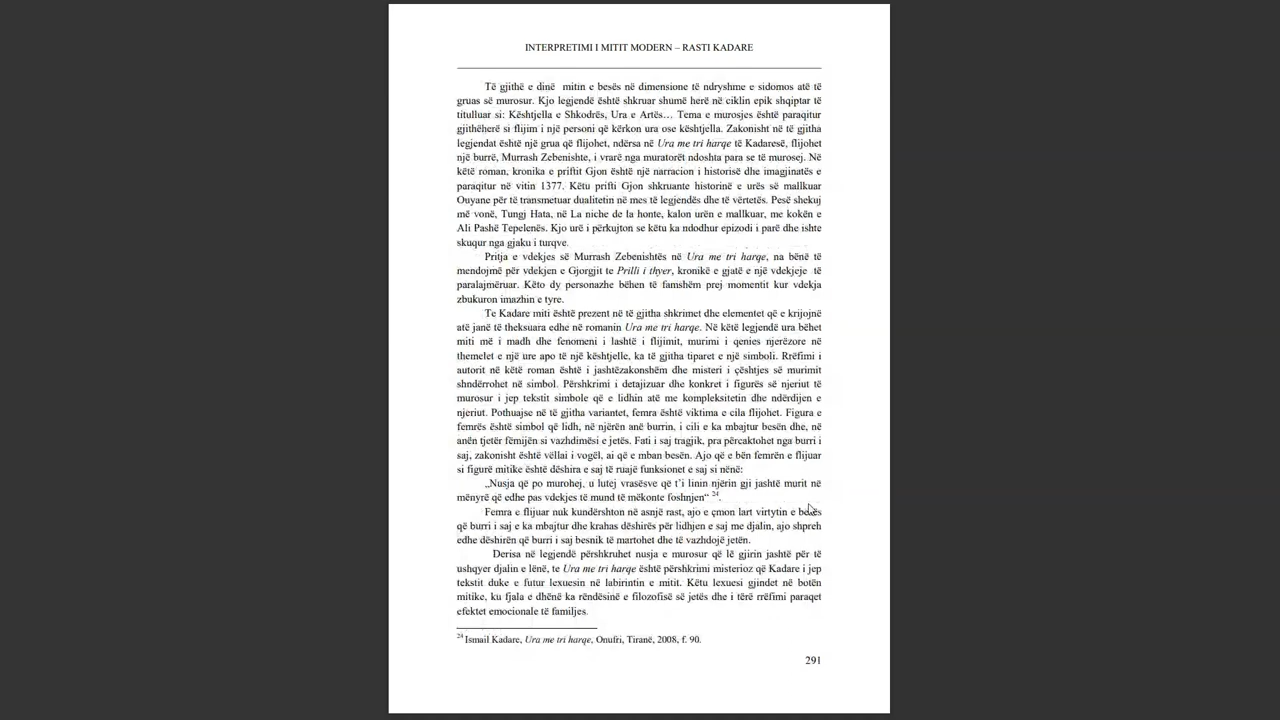 INTERPRETIMI I MITIT MODERN – RASTI KADARE
Të gjithë e dinë mitin e besës në dimensione të ndryshme e sidomos atë të
gruas së murosur. Kjo legjendë është shkruar shumë herë në ciklin epik shqiptar të
titulluar si: Kështjella e Shkodrës, Ura e Artës… Tema e murosjes është paraqitur
gjithëherë si flijim i një personi që kërkon ura ose kështjella. Zakonisht në të gjitha
legjendat është një grua që flijohet, ndërsa në Ura me tri harqe të Kadaresë, flijohet
një burrë, Murrash Zebenishte, i vrarë nga muratorët ndoshta para se të murosej. Në
këtë roman, kronika e priftit Gjon është një narracion i historisë dhe imagjinatës e
paraqitur në vitin 1377. Këtu prifti Gjon shkruante historinë e urës së mallkuar
Ouyane për të transmetuar dualitetin në mes të legjendës dhe të vërtetës. Pesë shekuj
më vonë, Tungj Hata, në La niche de la honte, kalon urën e mallkuar, me kokën e
Ali Pashë Tepelenës. Kjo urë i përkujton se këtu ka ndodhur epizodi i parë dhe ishte
skuqur nga gjaku i turqve.
Pritja e vdekjes së Murrash Zebenishtës në Ura me tri harqe, na bënë të
mendojmë për vdekjen e Gjorgjit te Prilli i thyer, kronikë e gjatë e një vdekjeje të
paralajmëruar. Këto dy personazhe bëhen të famshëm prej momentit kur vdekja
zbukuron imazhin e tyre.
Te Kadare miti është prezent në të gjitha shkrimet dhe elementet që e krijojnë
atë janë të theksuara edhe në romanin Ura me tri harqe. Në këtë legjendë ura bëhet
miti më i madh dhe fenomeni i lashtë i flijimit, murimi i qenies njerëzore në
themelet e një ure apo të një kështjelle, ka të gjitha tiparet e një simboli. Rrëfimi i
autorit në këtë roman është i jashtëzakonshëm dhe misteri i çështjes së murimit
shndërrohet në simbol. Përshkrimi i detajizuar dhe konkret i figurës së njeriut të
murosur i jep tekstit simbole që e lidhin atë me kompleksitetin dhe ndërdijen e
njeriut. Pothuajse në të gjitha variantet, femra është viktima e cila flijohet. Figura e
femrës është simbol që lidh, në njërën anë burrin, i cili e ka mbajtur besën dhe, në
anën tjetër fëmijën si vazhdimësi e jetës. Fati i saj tragjik, pra përcaktohet nga burri i
saj, zakonisht është vëllai i vogël, ai që e mban besën. Ajo që e bën femrën e flijuar
si figurë mitike është dëshira e saj të ruajë funksionet e saj si nënë:
„Nusja që po murohej, u lutej vrasësve që t’i linin njërin gji jashtë murit në
mënyrë që edhe pas vdekjes të mund të mëkonte foshnjen“ 24.
Femra e flijuar nuk kundërshton në asnjë rast, ajo e çmon lart virtytin e besës
që burri i saj e ka mbajtur dhe krahas dëshirës për lidhjen e saj me djalin, ajo shpreh
edhe dëshirën që burri i saj besnik të martohet dhe të vazhdojë jetën.
Derisa në legjendë përshkruhet nusja e murosur që lë gjirin jashtë për të
ushqyer djalin e lënë, te Ura me tri harqe është përshkrimi misterioz që Kadare i jep
tekstit duke e futur lexuesin në labirintin e mitit. Këtu lexuesi gjindet në botën
mitike, ku fjala e dhënë ka rëndësinë e filozofisë së jetës dhe i tërë rrëfimi paraqet
efektet emocionale të familjes.
24 Ismail Kadare, Ura me tri harqe, Onufri, Tiranë, 2008, f. 90.
291